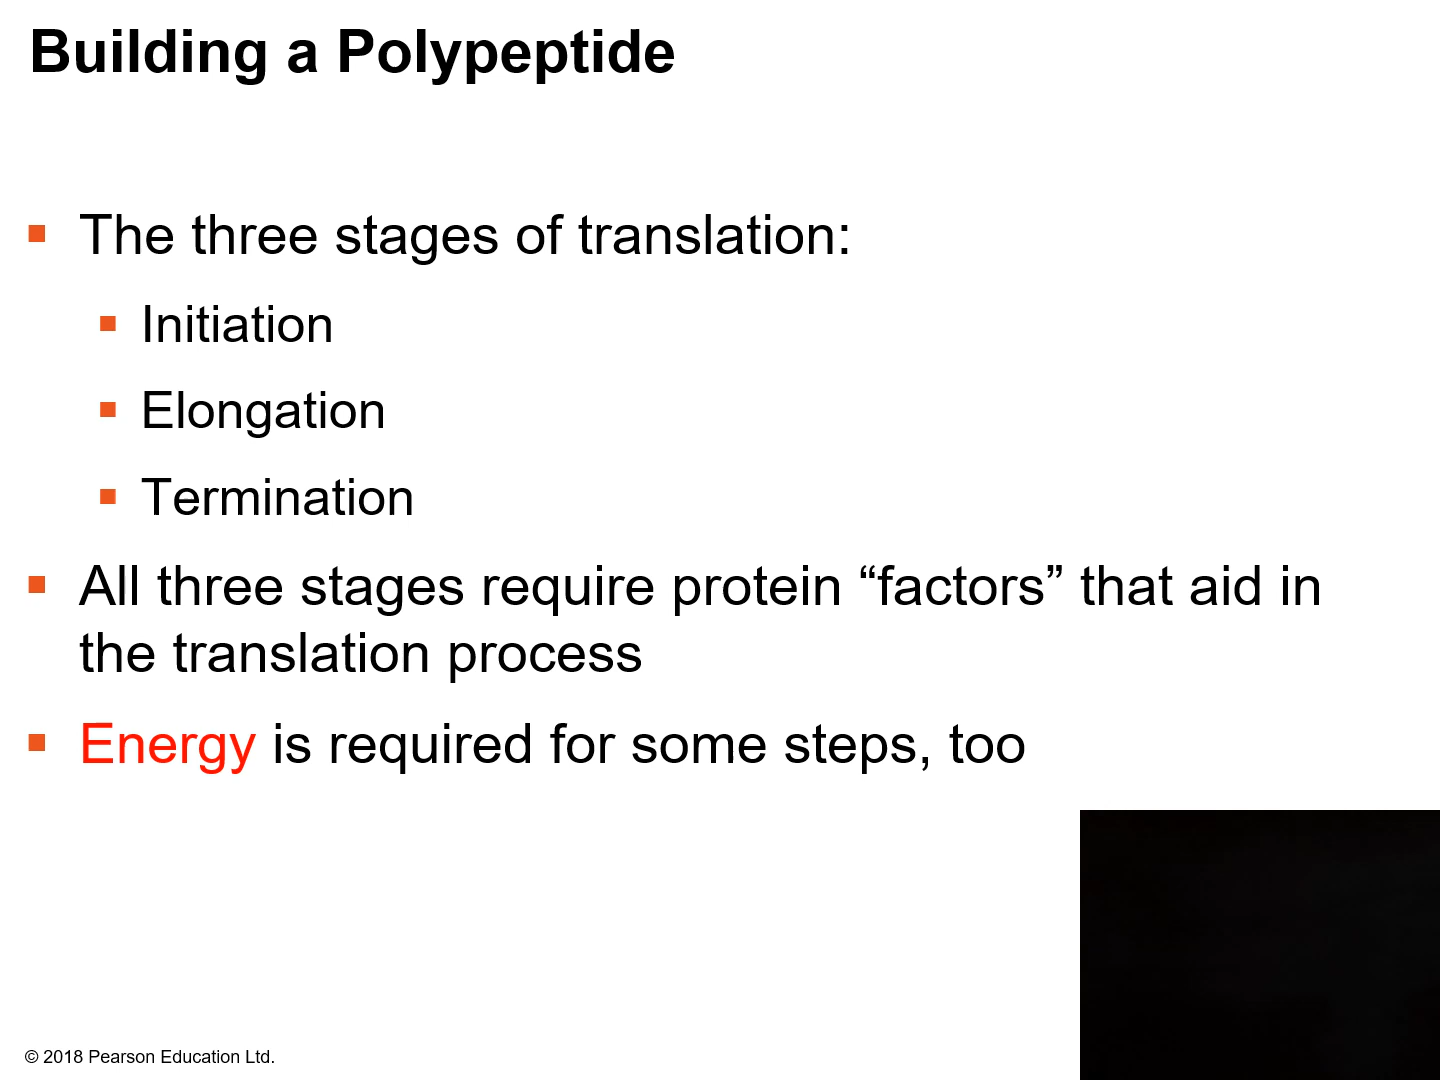 Building a Polypeptide
The three stages of translation:
Initiation
Elongation
Termination
All three stages require protein “factors” that aid in
the translation process
Energy is required for some steps, too
© 2018 Pearson Education Ltd.